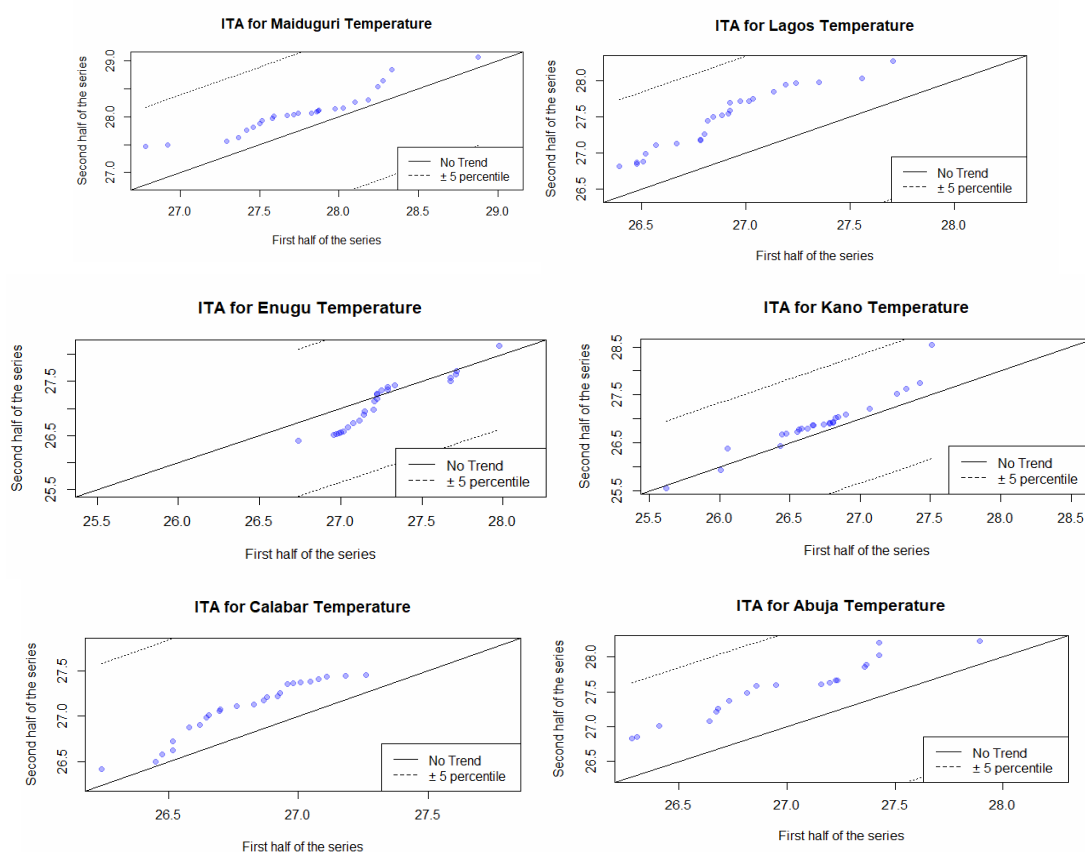 ITA for Maiduguri Temperature
Second half of the series
27.0 28.0 29.0
No Trend
± 5 percentile
27.0 27.5 28.0 28.5 29.0
First half of the series
ITA for Lagos Temperature
Second half of the series
26.5 27.0 27.5 28.0
No Trend
± 5 percentile
26.5 27.0 27.5 28.0
First half of the series
ITA for Enugu Temperature
Second half of the series
25.5 26.5 27.5
No Trend
± 5 percentile
25.5 26.0 26.5 27.0 27.5 28.0
First half of the series
ITA for Kano Temperature
Second half of the series
25.5 26.5 27.5 28.5
No Trend
± 5 percentile
25.5 26.0 26.5 27.0 27.5 28.0 28.5
First half of the series
ITA for Calabar Temperature
Second half of the series
26.5 27.0 27.5
No Trend
± 5 percentile
26.5 27.0 27.5
First half of the series
ITA for Abuja Temperature
Second half of the series
26.5 27.0 27.5 28.0
No Trend
± 5 percentile
26.5 27.0 27.5 28.0
First half of the series